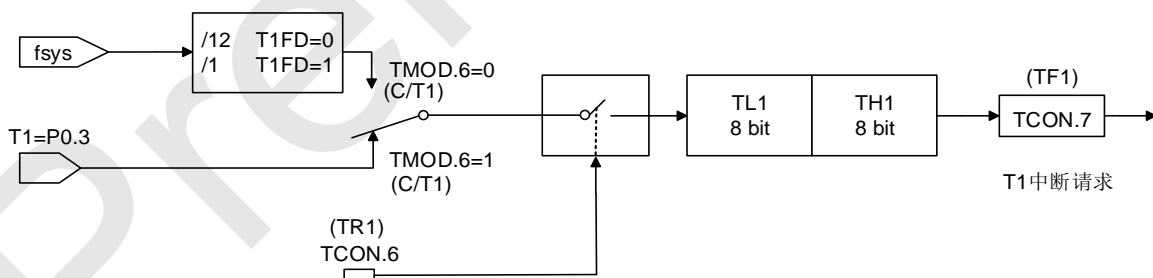 /12 T1FD=0
/1 T1FD=1
fsys
TMOD.6=0
(C/T1)
T1=P0.3
TMOD.6=1
(C/T1)
(TR1)
TCON.6
TL1
8 bit
TH1
8 bit
(TF1)
TCON.7
T1中断请求